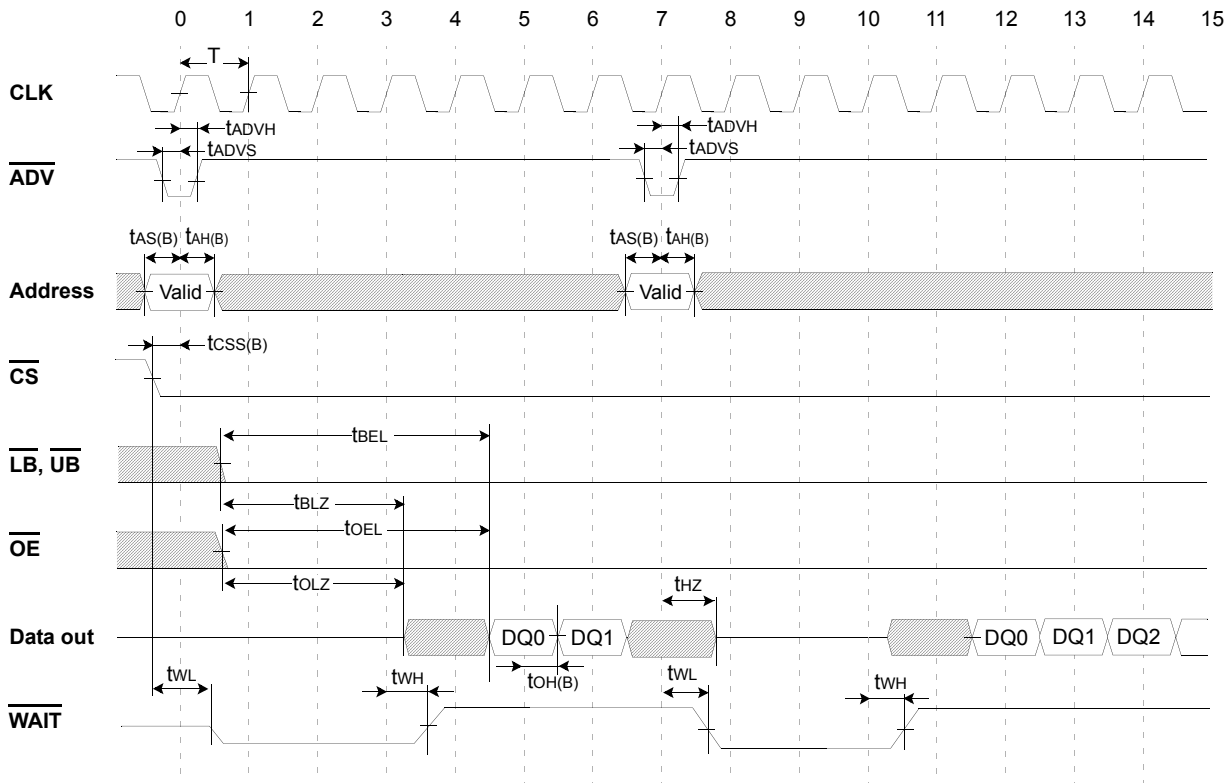 0 1 2 3 4 5 6 7 8 9 10 11 12 13 14 15
T
CLK
tADVH tADVH
tADVS tADVS
ADV
tAS(B) tAH(B) tAS(B) tAH(B)
Address Valid Valid
tCSS(B)
CS
tBEL
LB, UB
tBLZ
tOEL
OE
tOLZ tHZ
Data out DQ0 DQ1 DQ0 DQ1 DQ2
tWL tWH tOH(B) tWL tWH
WAIT